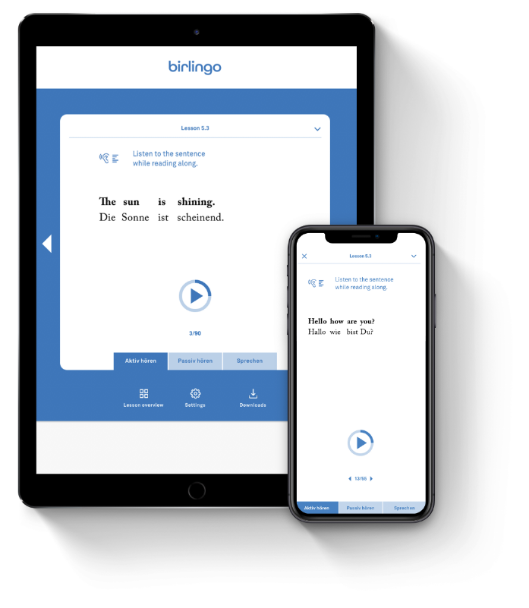 birlingo
Lesson 5.3
Listen to the sentence
while reading along.
The sun is shining.
Die Sonne ist scheinend.
3/90
Aktiv hören
Passiv hören
Sprechen
Lesson overview
Settings
Downloads
Lesson 5.3
Listen to the sentence
while reading along.
Hello how are you?
Hallo wie bist Du?
Aktiv hören
Passiv hören
Sprechen